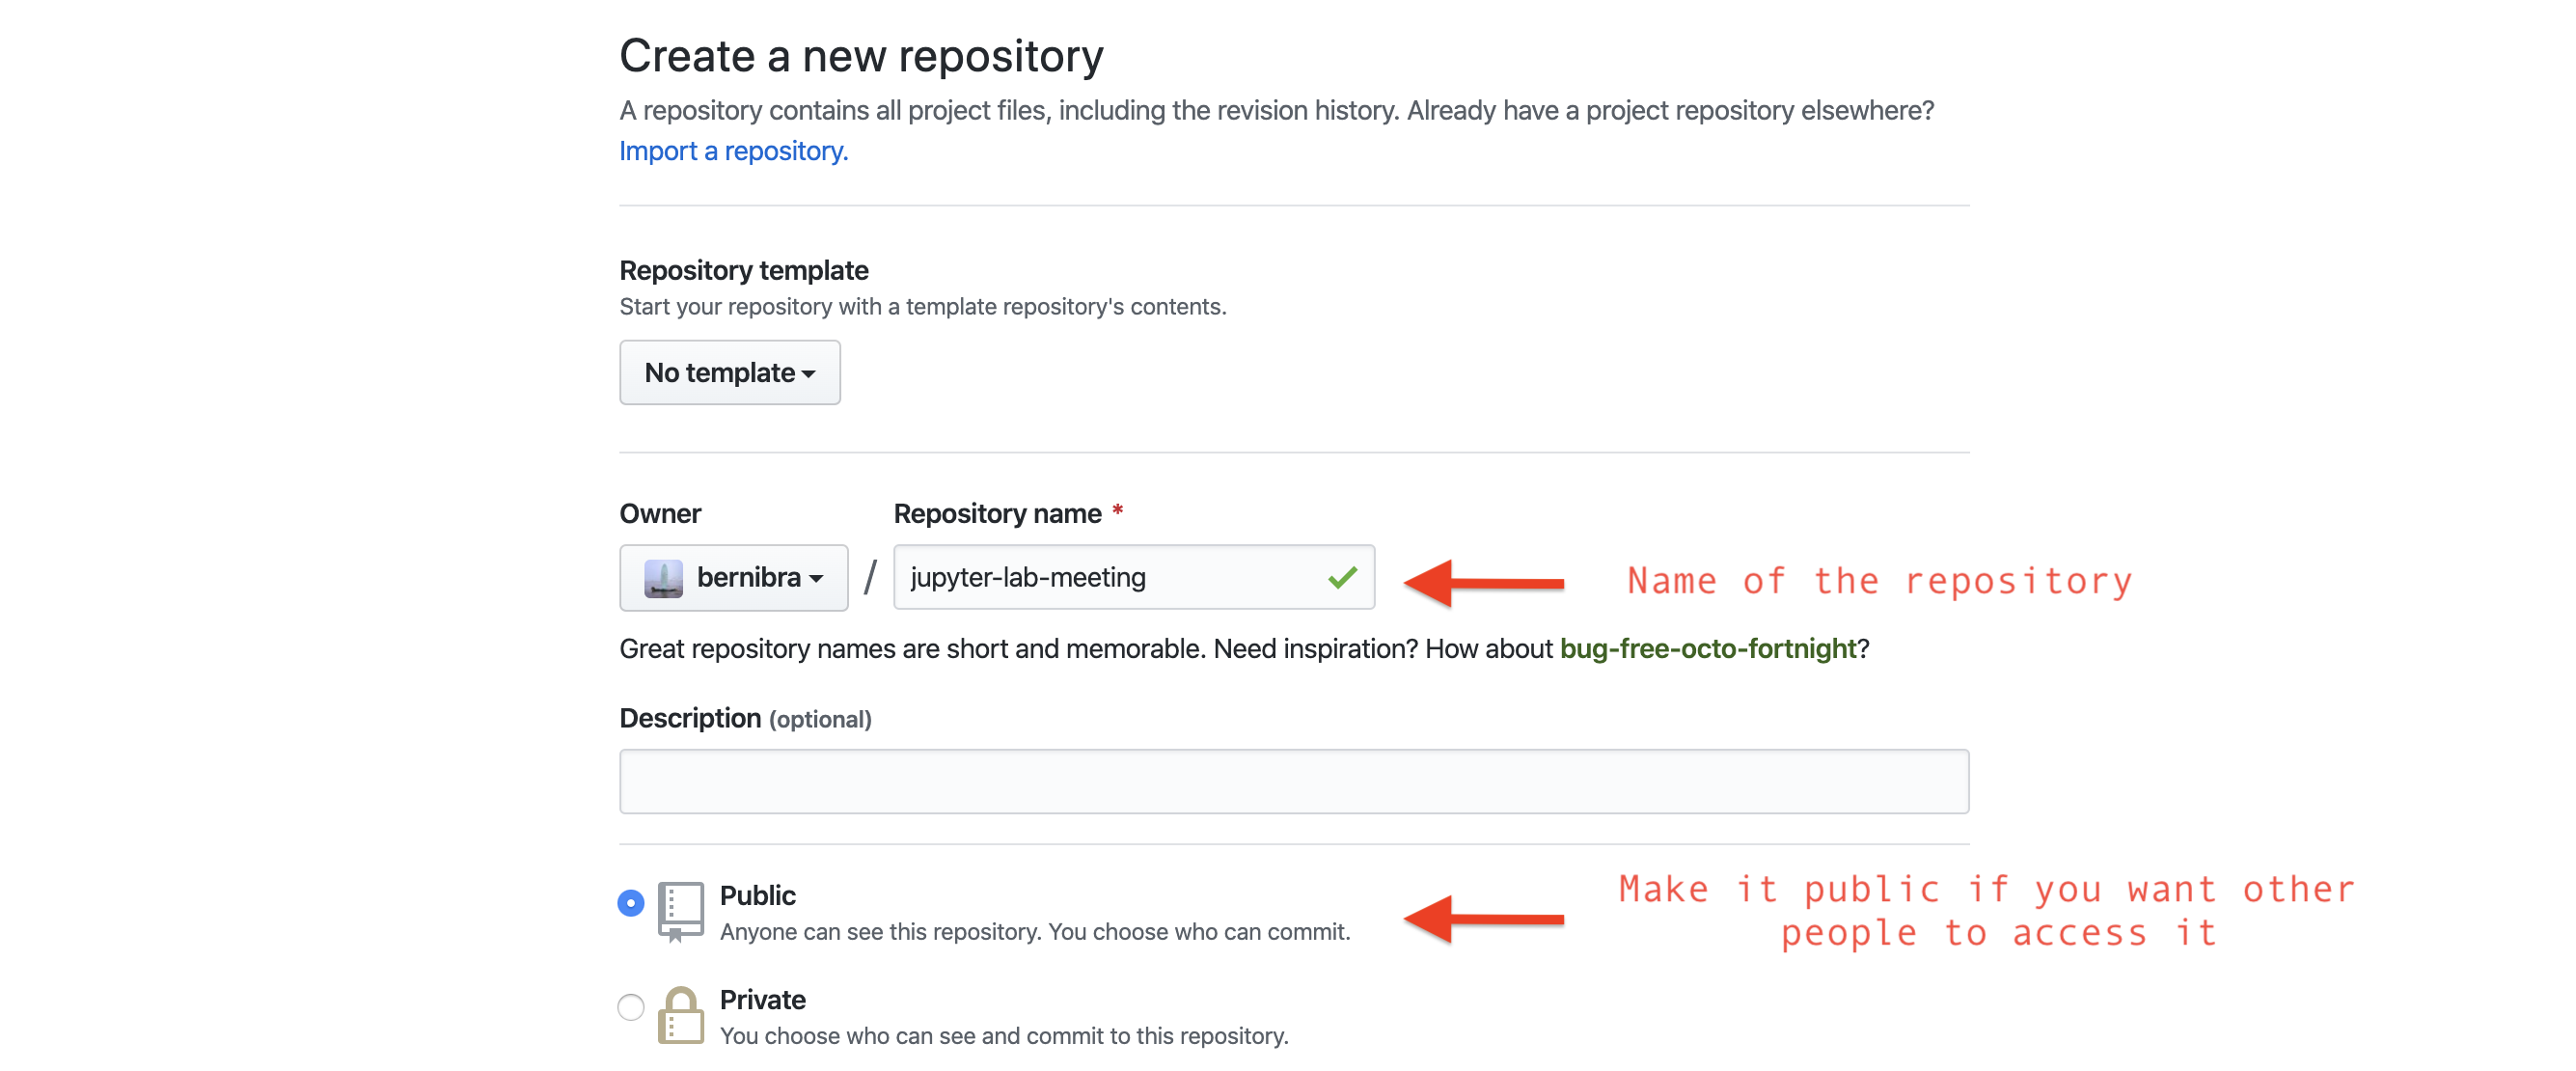 Create a new repository
A repository contains all project files, including the revision history. Already have a project repository elsewhere?
Import a repository.
Repository template
Start your repository with a template repository's contents.
No template
Owner
Repository name *
bernibra / jupyter-lab-meeting
Name of the repository
Great repository names are short and memorable. Need inspiration? How about bug-free-octo-fortnight?
Description (optional)
Public
Anyone can see this repository. You choose who can commit.
Make it public if you want other
people to access it
Private
You choose who can see and commit to this repository.